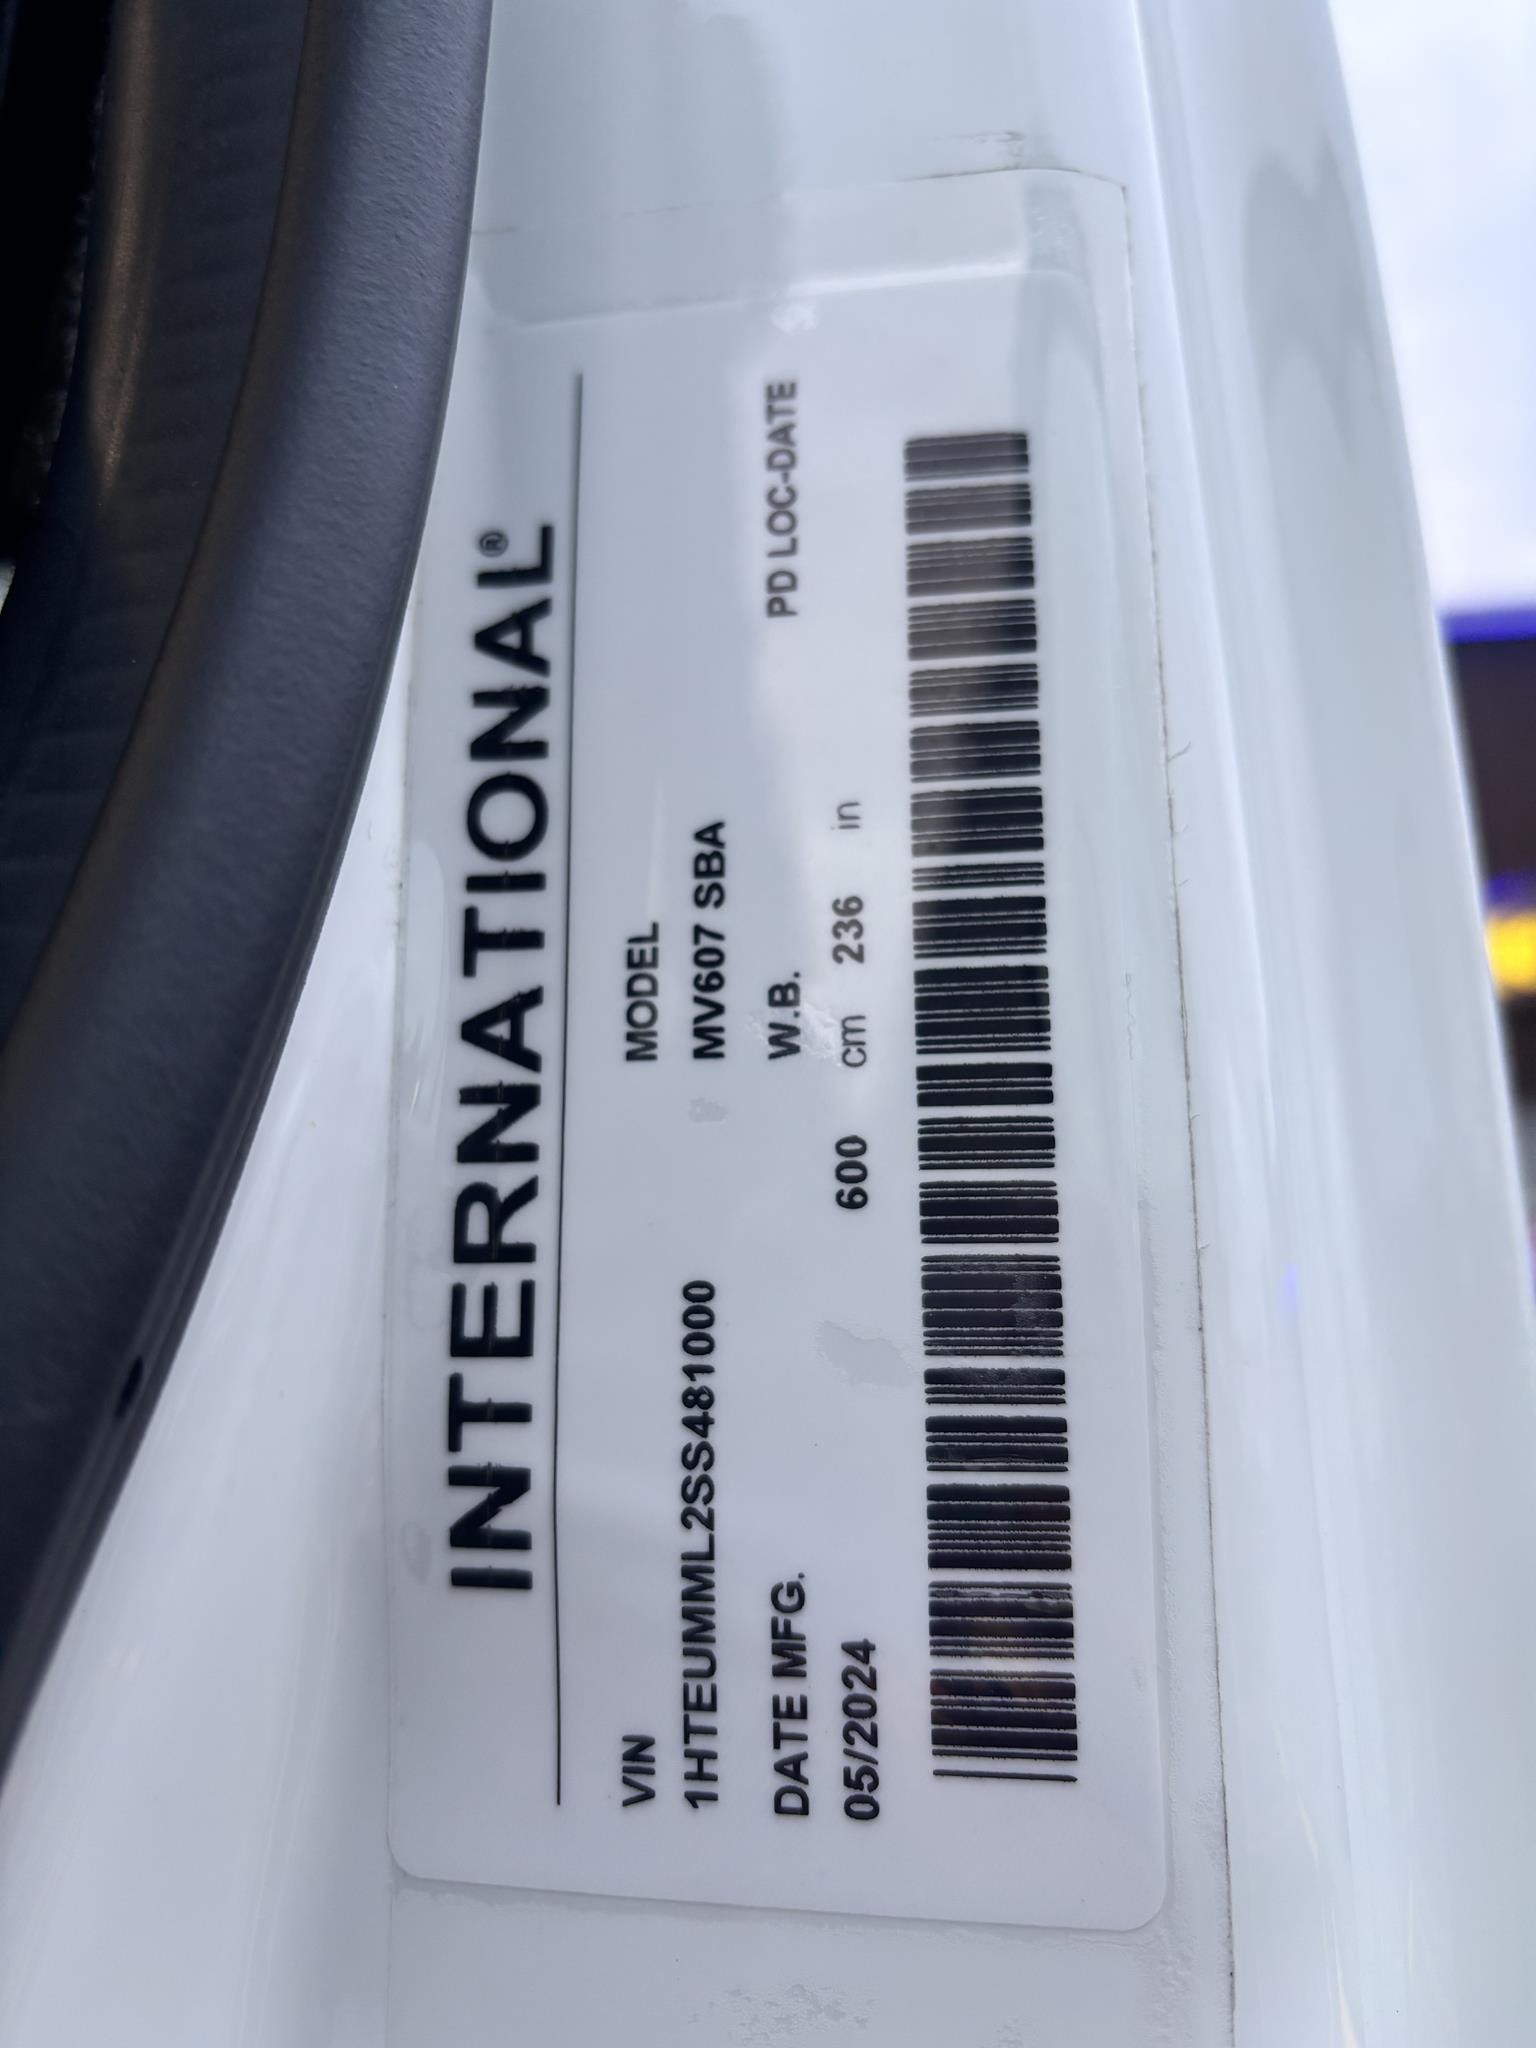 INTERNATIONAL®
VIN MODEL
1HTEUMML2SS481000 MV607 SBA
DATE MFG. W.B. PD LOC-DATE
05/2024 600 cm 236 in